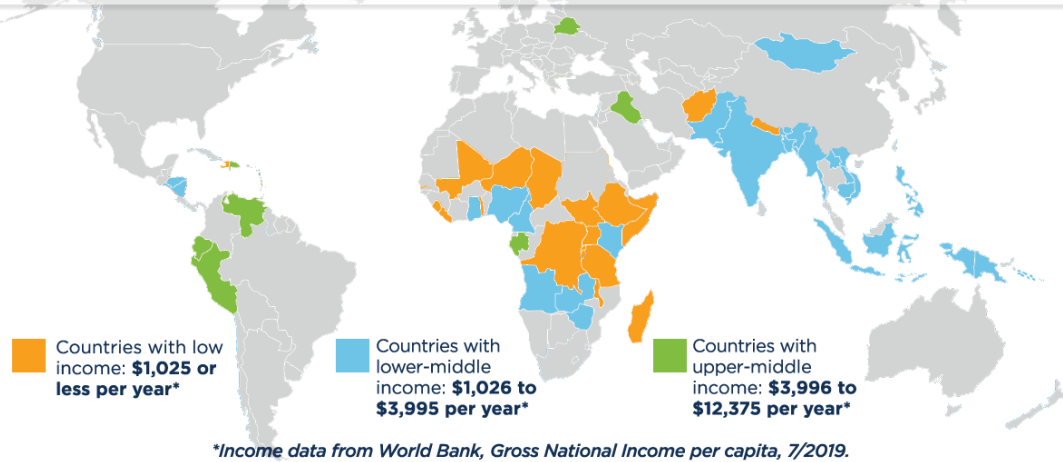 Countries with low
income: $1,025 or
less per year*
Countries with
lower-middle
income: $1,026 to
$3,995 per year*
Countries with
upper-middle
income: $3,996 to
$12,375 per year*
*Income data from World Bank, Gross National Income per capita, 7/2019.